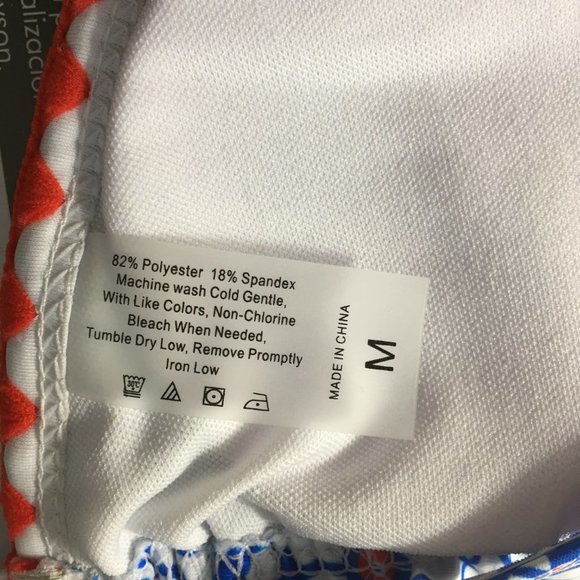 82% Polyester 18% Spandex
Machine wash Cold Gentle,
With Like Colors, Non-Chlorine
Bleach When Needed,
Tumble Dry Low, Remove Promptly
Iron Low
30°C
MADE IN CHINA
M